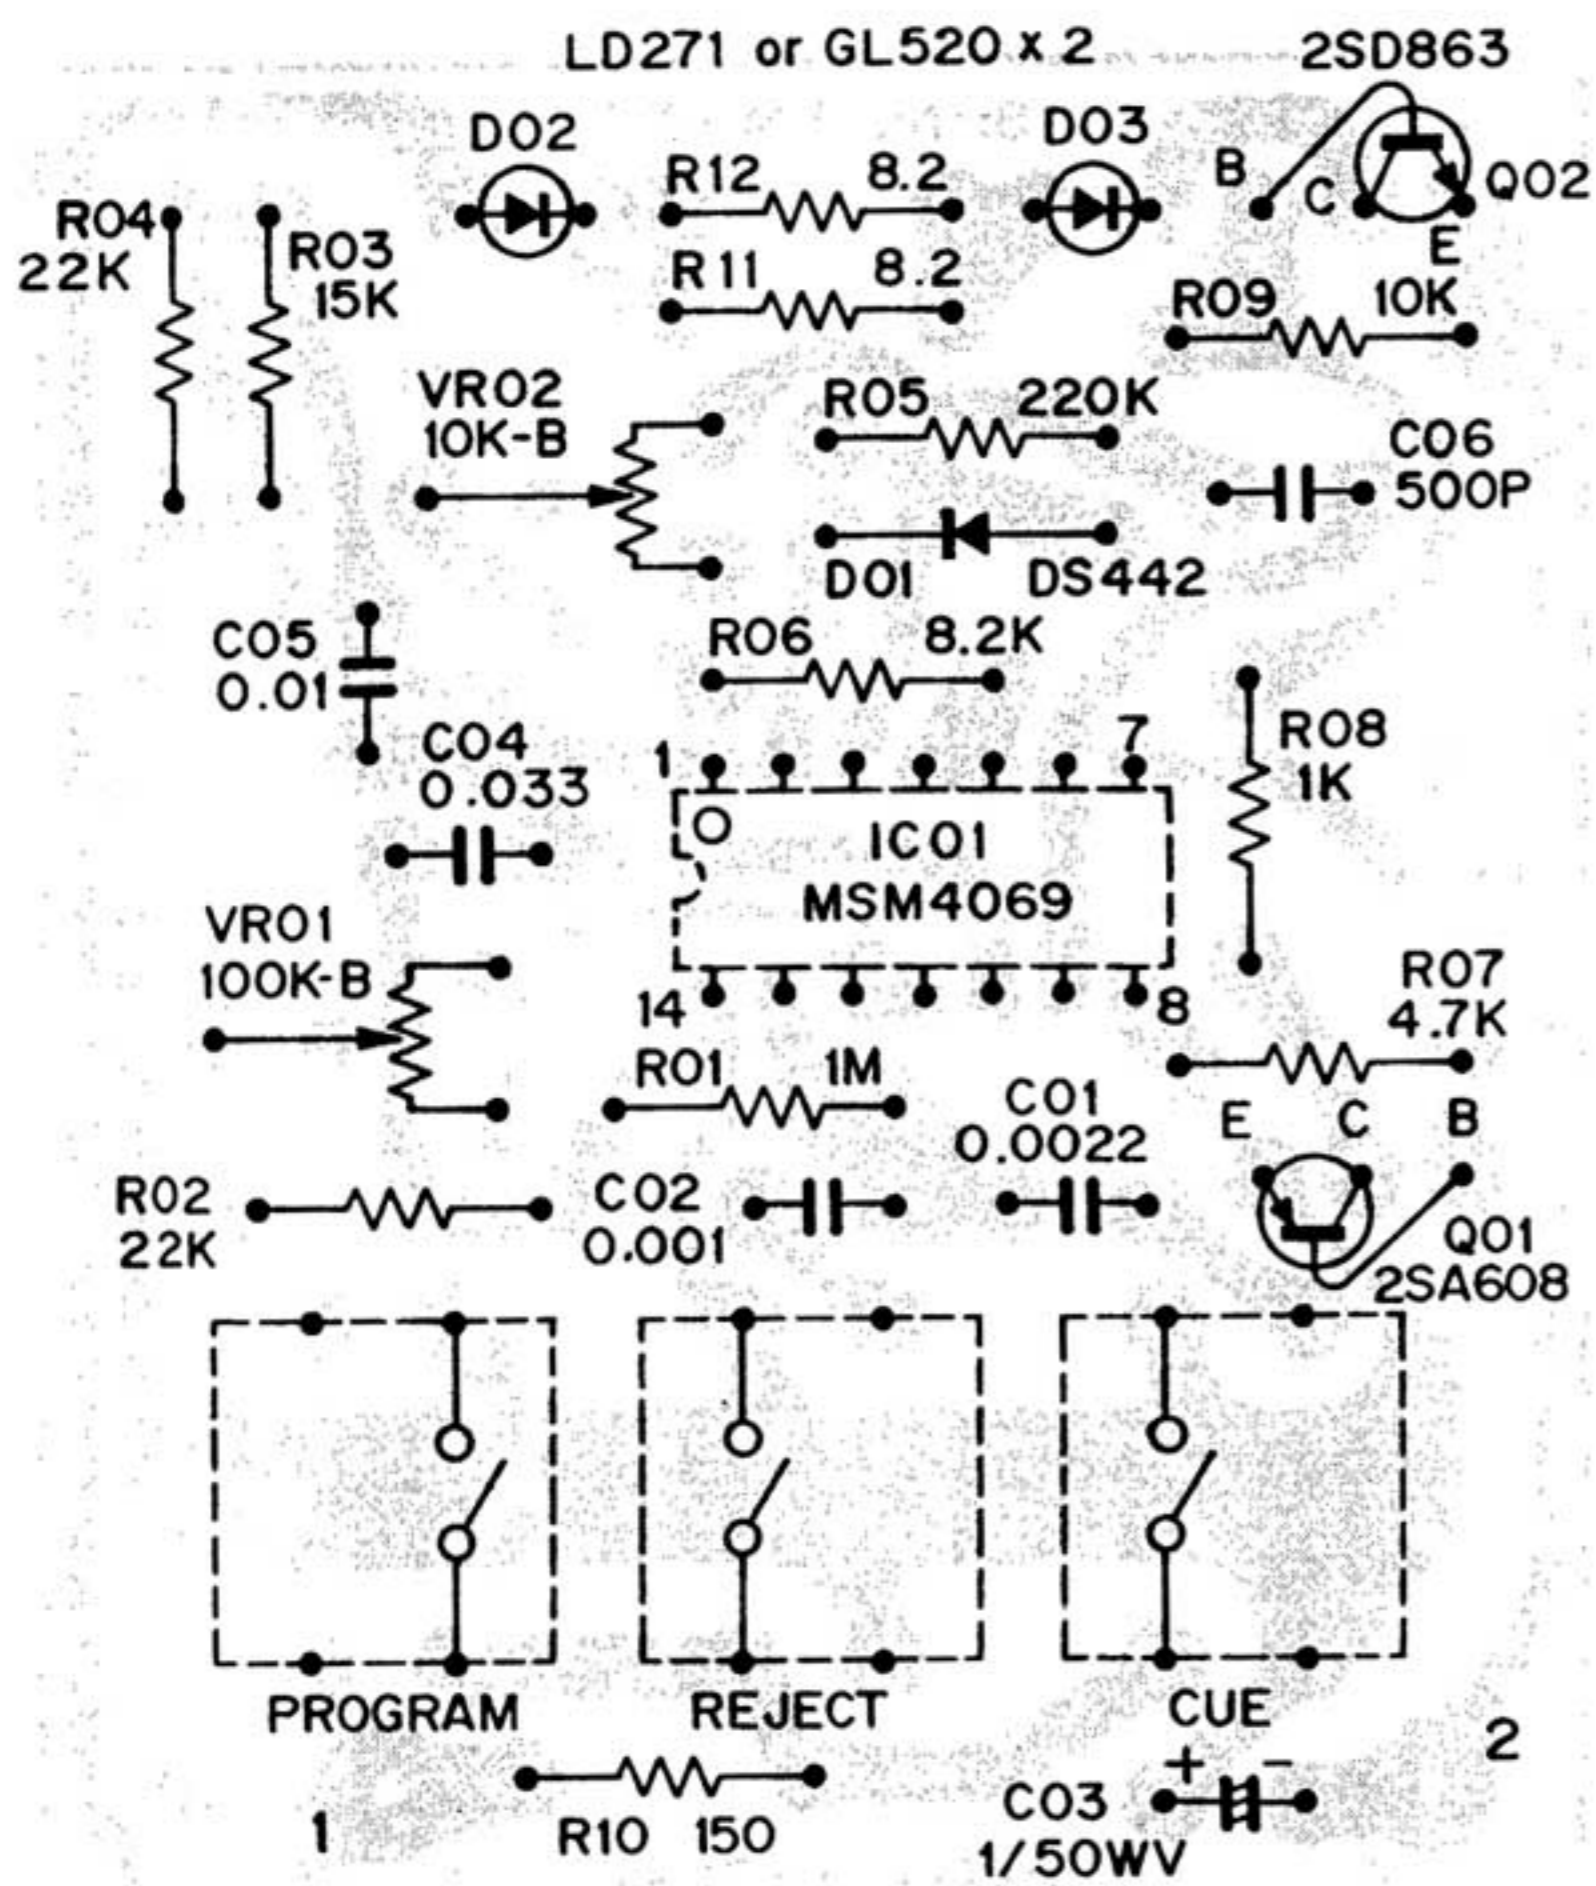 LD271 or GL520 x 2
2SD863
D02
R12 8.2
D03
B
C
Q02
E
R04
22K
R03
15K
R11 8.2
R09 10K
VR02
10K-B
R05 220K
C06
500P
D01 DS442
C05
0.01
R06 8.2K
C04
0.033
1
7
R08
1K
IC01
MSM4069
VR01
100K-B
14
8
R07
4.7K
R01 1M
C01
0.0022
E C B
R02
22K
C02
0.001
Q01
2SA608
PROGRAM
REJECT
CUE
2
+ -
1
R10 150
C03
1/50WV